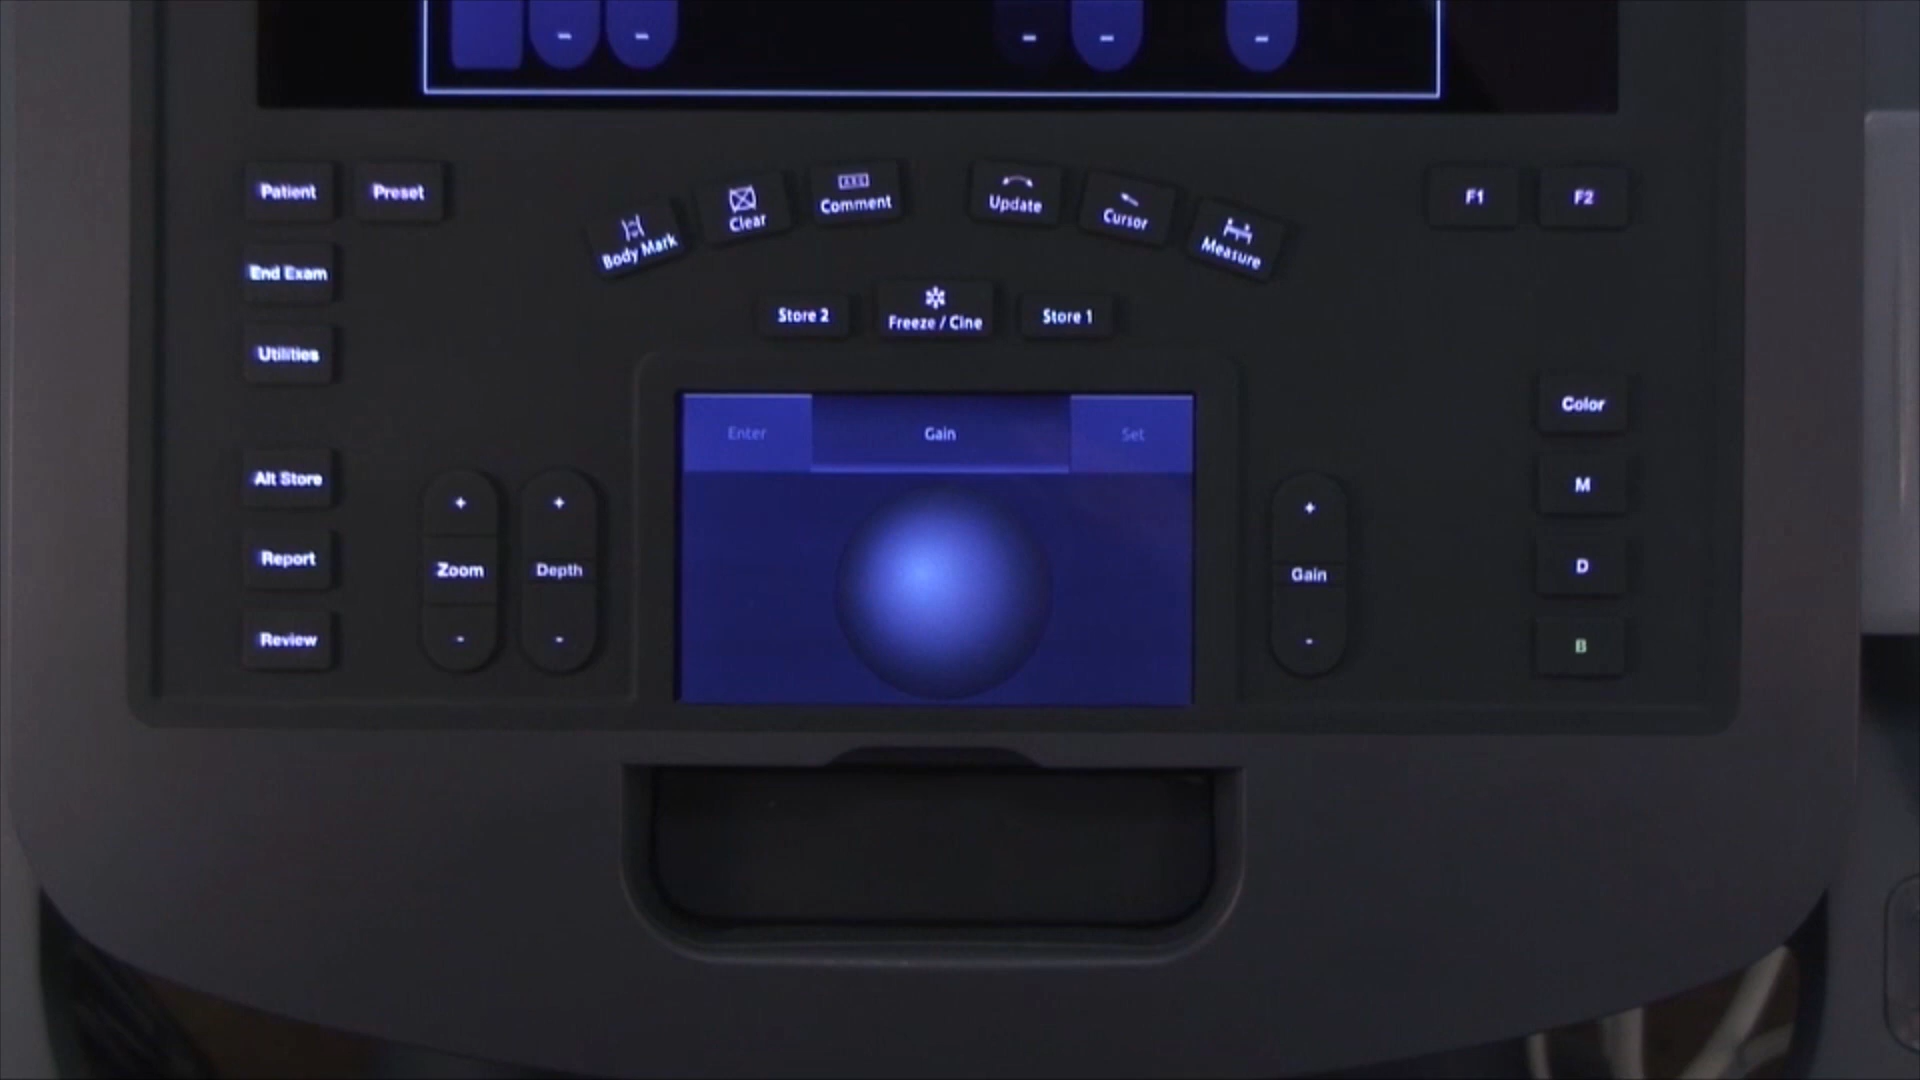 - - - - -
Patient Preset
Body Mark
Clear
ABC
Comment
Update
Cursor
Measure
F1 F2
End Exam
Store 2 Freeze / Cine Store 1
Utilities
Enter Gain Set
Color
Alt Store
M
+ + +
Report
Zoom Depth Gain
D
Review
- - -
B